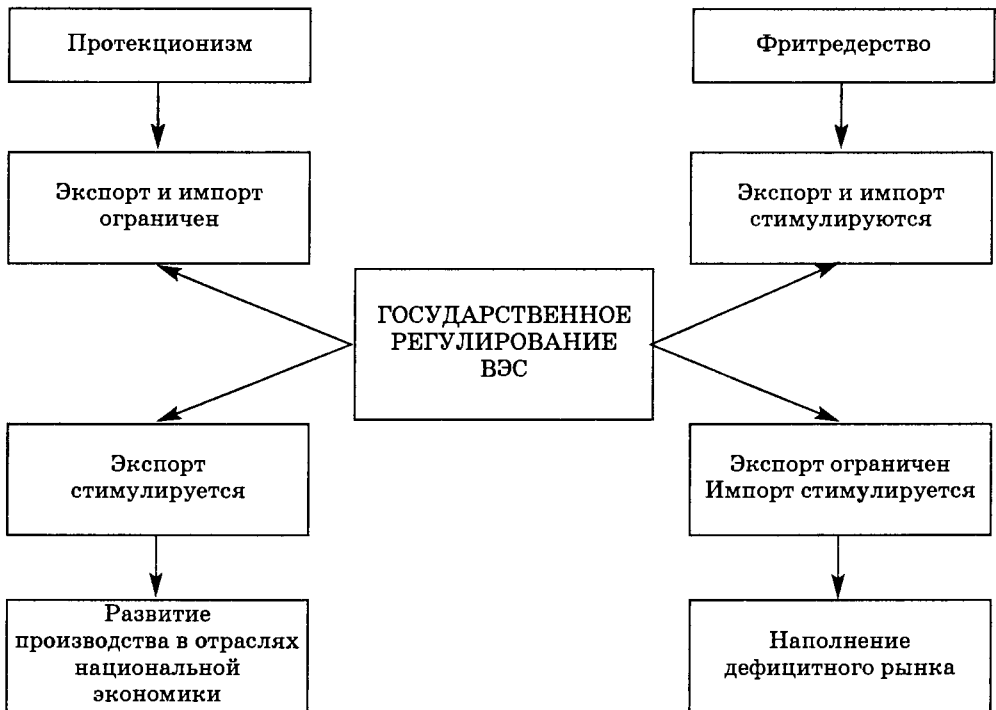 Протекционизм
Фритредерство
Экспорт и импорт
ограничен
Экспорт и импорт
стимулируются
ГОСУДАРСТВЕННОЕ
РЕГУЛИРОВАНИЕ
ВЭС
Экспорт
стимулируется
Экспорт ограничен
Импорт стимулируется
Развитие
производства в отраслях
национальной
экономики
Наполнение
дефицитного рынка